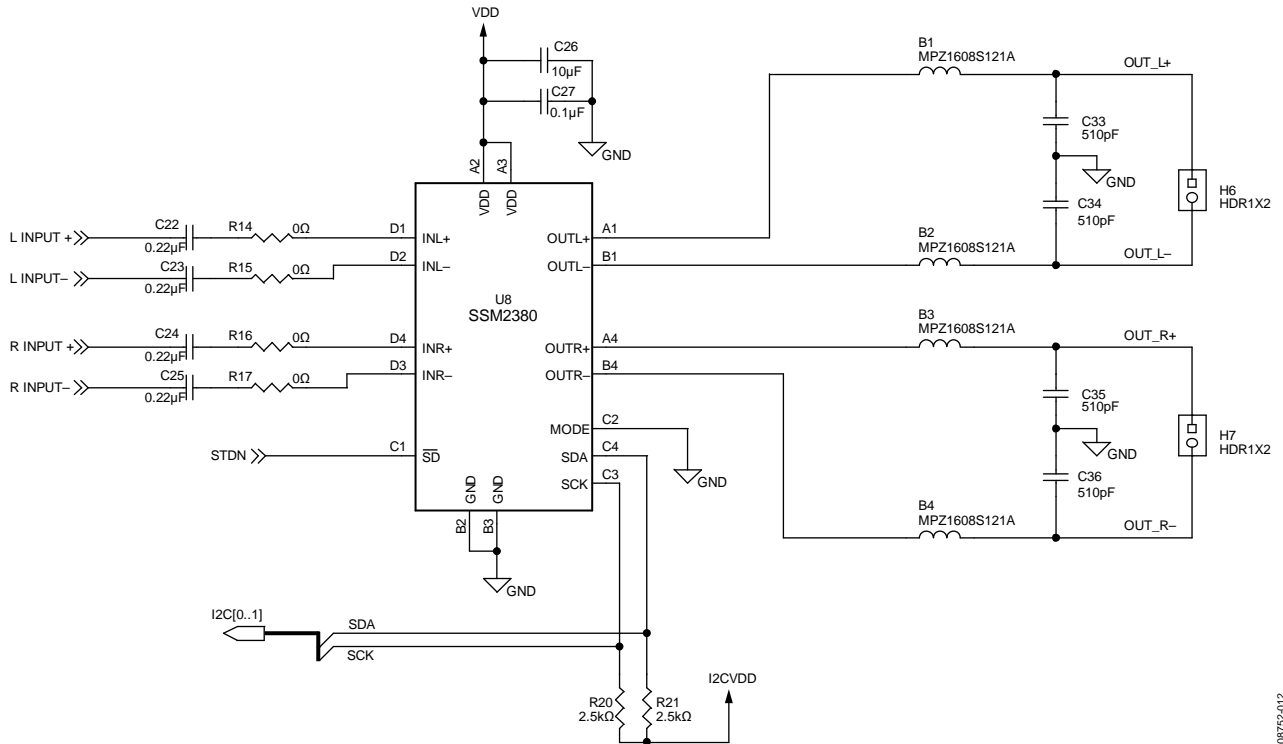 VDD
C26
10µF
C27
0.1µF
GND
A2
A3
VDD
VDD
B1
MPZ1608S121A
OUT_L+
C33
510pF
GND
C34
510pF
H6
HDR1X2
B2
MPZ1608S121A
OUT_L–
L INPUT +
C22
0.22µF
R14
0Ω
D1
INL+
OUTL+
A1
L INPUT–
C23
0.22µF
R15
0Ω
D2
INL–
OUTL–
B1
U8
SSM2380
R INPUT +
C24
0.22µF
R16
0Ω
D4
INR+
OUTR+
A4
R INPUT–
C25
0.22µF
R17
0Ω
D3
INR–
OUTR–
B4
B3
MPZ1608S121A
OUT_R+
C35
510pF
GND
C36
510pF
H7
HDR1X2
B4
MPZ1608S121A
OUT_R–
MODE
C2
GND
STDN
C1
SD
SDA
C4
SCK
C3
GND
GND
B2
B3
GND
I2C[0..1]
SDA
SCK
R20
2.5kΩ
R21
2.5kΩ
I2CVDD
08752-012